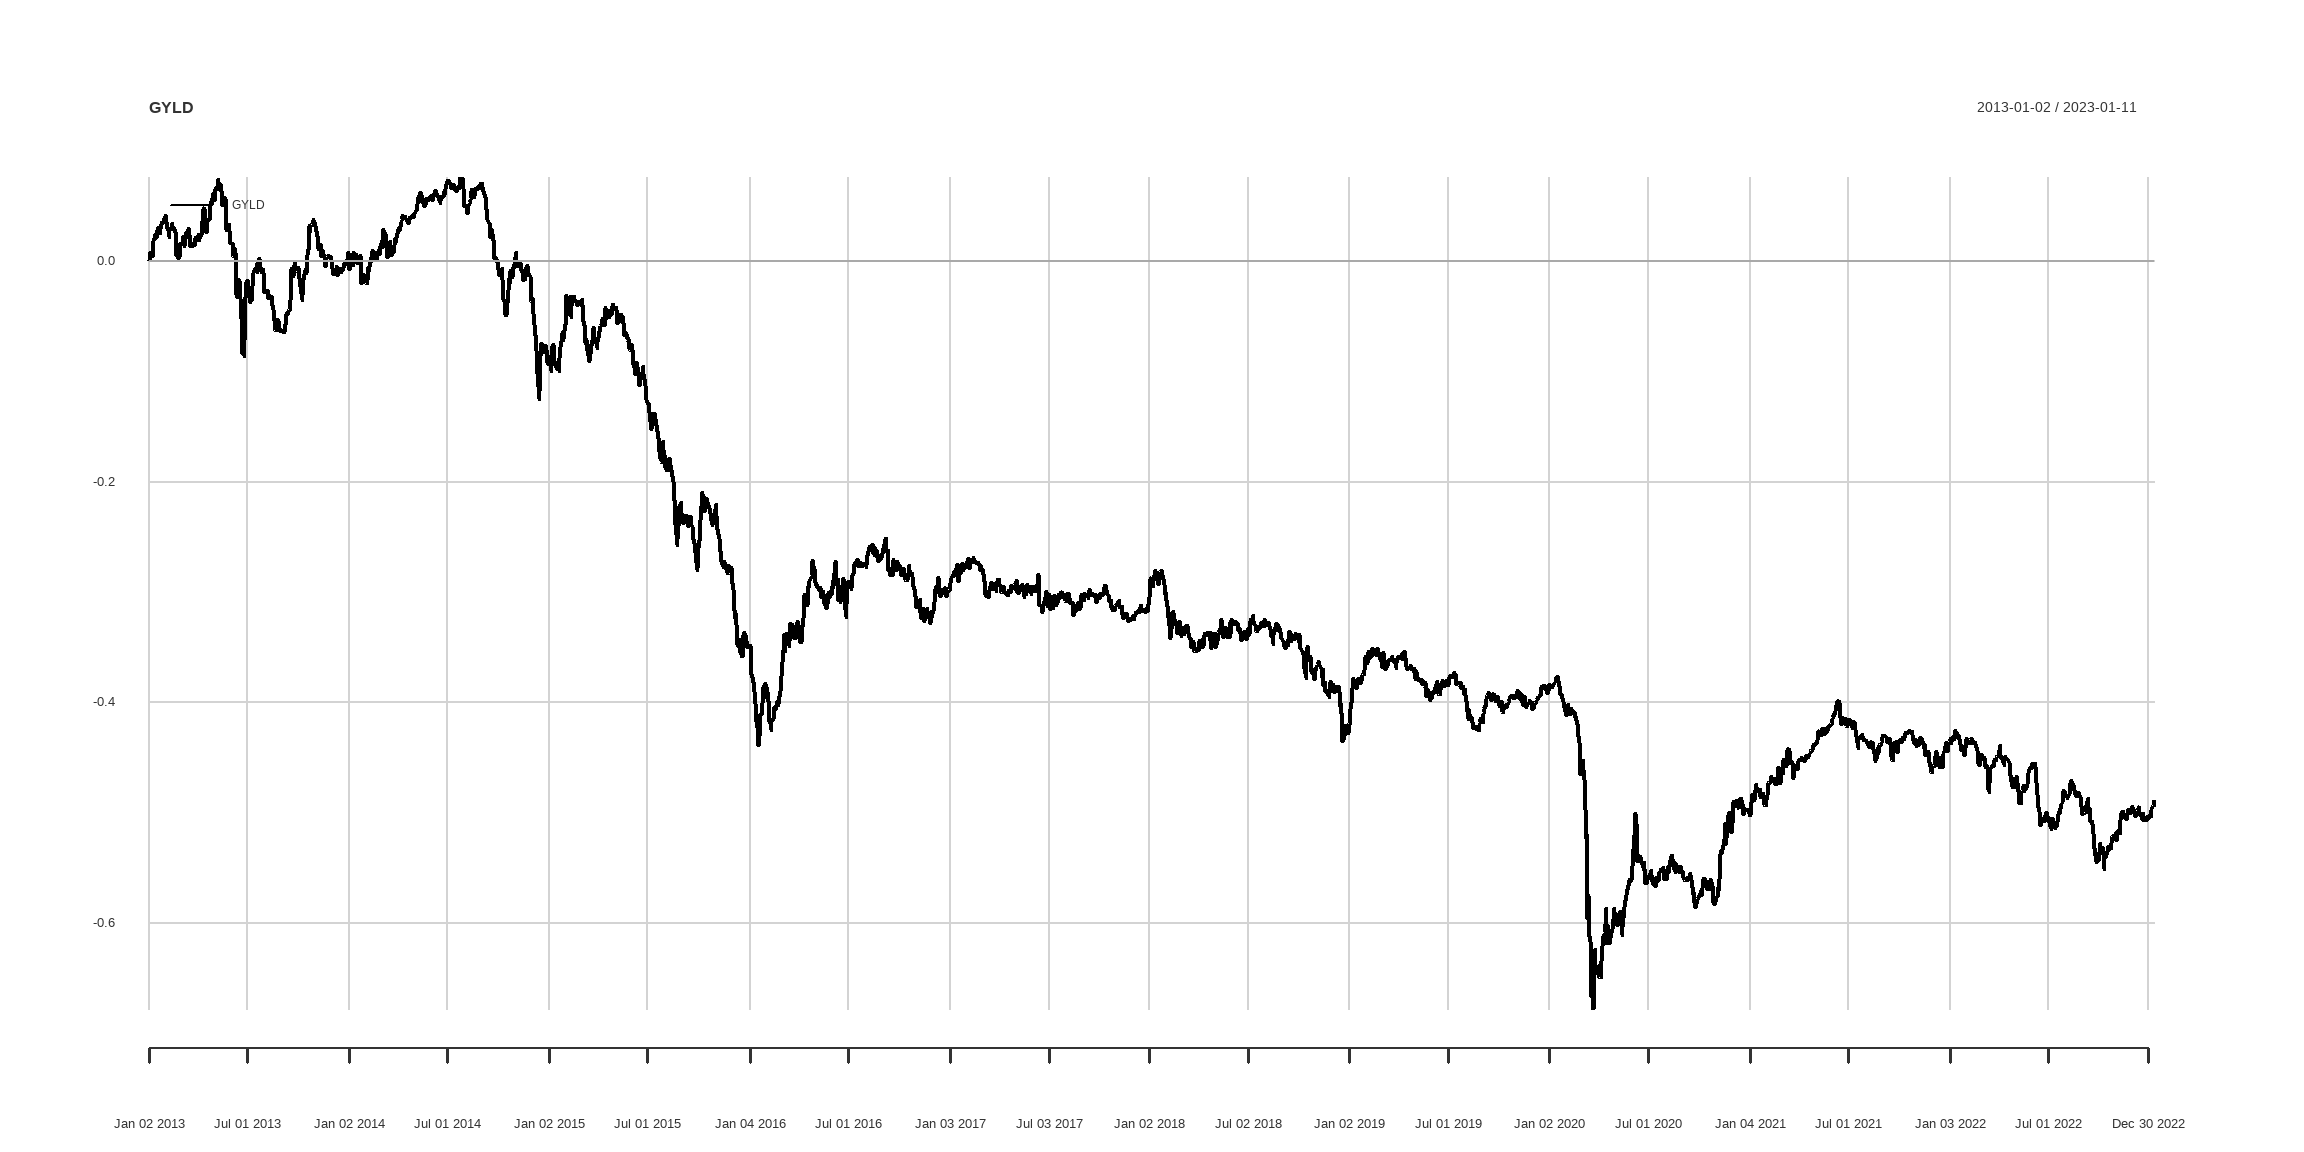 GYLD
2013-01-02 / 2023-01-11
GYLD
0.0
-0.2
-0.4
-0.6
Jan 02 2013
Jul 01 2013
Jan 02 2014
Jul 01 2014
Jan 02 2015
Jul 01 2015
Jan 04 2016
Jul 01 2016
Jan 03 2017
Jul 03 2017
Jan 02 2018
Jul 02 2018
Jan 02 2019
Jul 01 2019
Jan 02 2020
Jul 01 2020
Jan 04 2021
Jul 01 2021
Jan 03 2022
Jul 01 2022
Dec 30 2022